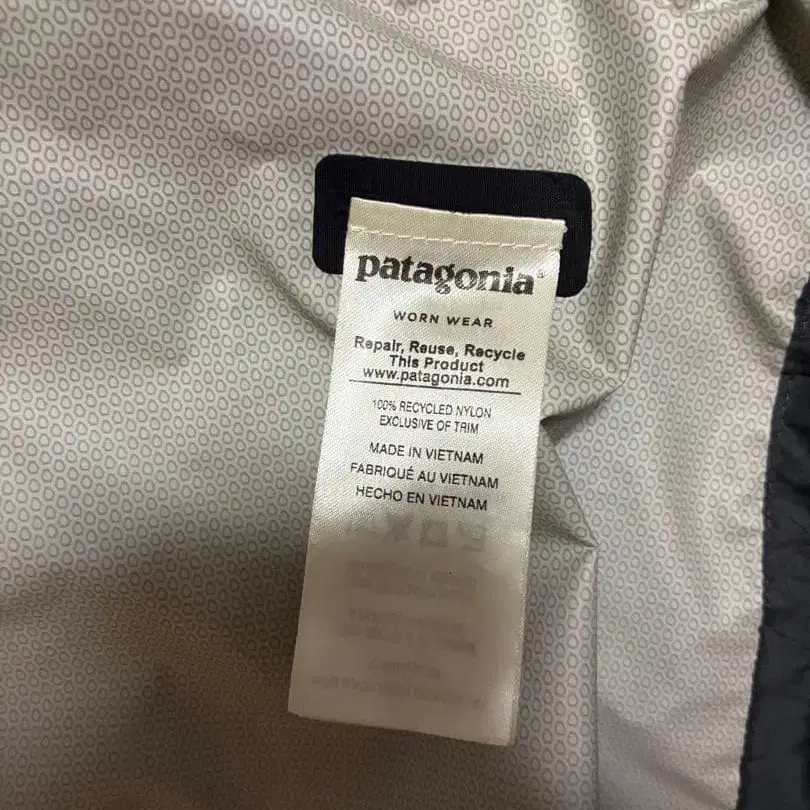 patagonia®
WORN WEAR
Repair, Reuse, Recycle
This Product
www.patagonia.com
100% RECYCLED NYLON
EXCLUSIVE OF TRIM
MADE IN VIETNAM
FABRIQUÉ AU VIETNAM
HECHO EN VIETNAM